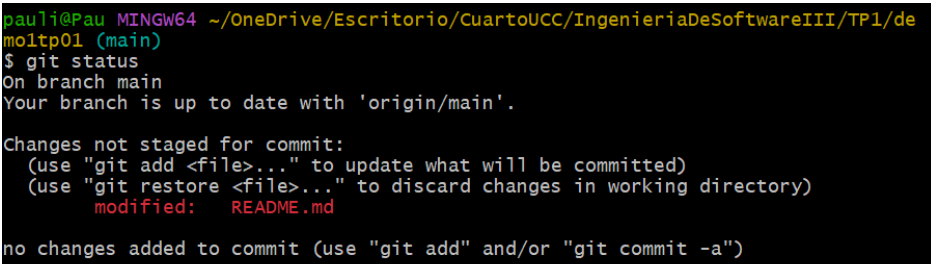 pauli@Pau MINGW64 ~/OneDrive/Escritorio/CuartoUCC/IngenieriaDeSoftwareIII/TP1/de
mo1tp01 (main)
$ git status
On branch main
Your branch is up to date with 'origin/main'.
Changes not staged for commit:
  (use "git add <file>..." to update what will be committed)
  (use "git restore <file>..." to discard changes in working directory)
        modified:   README.md
no changes added to commit (use "git add" and/or "git commit -a")